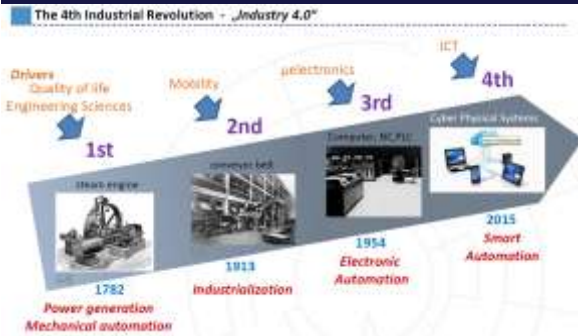 The 4th Industrial Revolution - „Industry 4.0"
Drivers
Quality of life
Engineering Sciences
1st
steam engine
1782
Power generation
Mechanical automation
Mobility
2nd
conveyor belt
1913
Industrialization
µelectronics
3rd
Computer, NC, PLC
1954
Electronic
Automation
ICT
4th
Cyber Physical Systems
2015
Smart
Automation